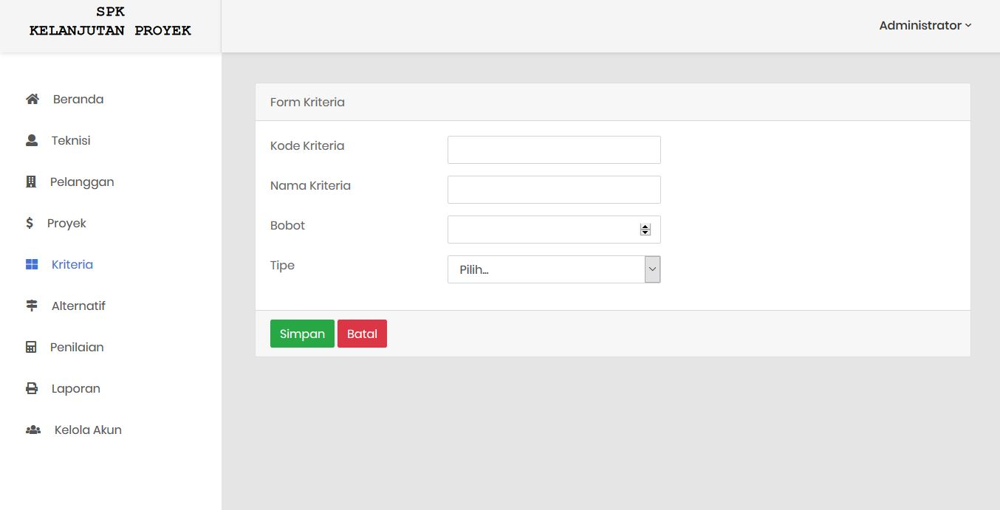 SPK
KELANJUTAN PROYEK
Administrator
Beranda
Teknisi
Pelanggan
Proyek
Kriteria
Alternatif
Penilaian
Laporan
Kelola Akun
Form Kriteria
Kode Kriteria
Nama Kriteria
Bobot
Tipe
Pilih...
Simpan Batal